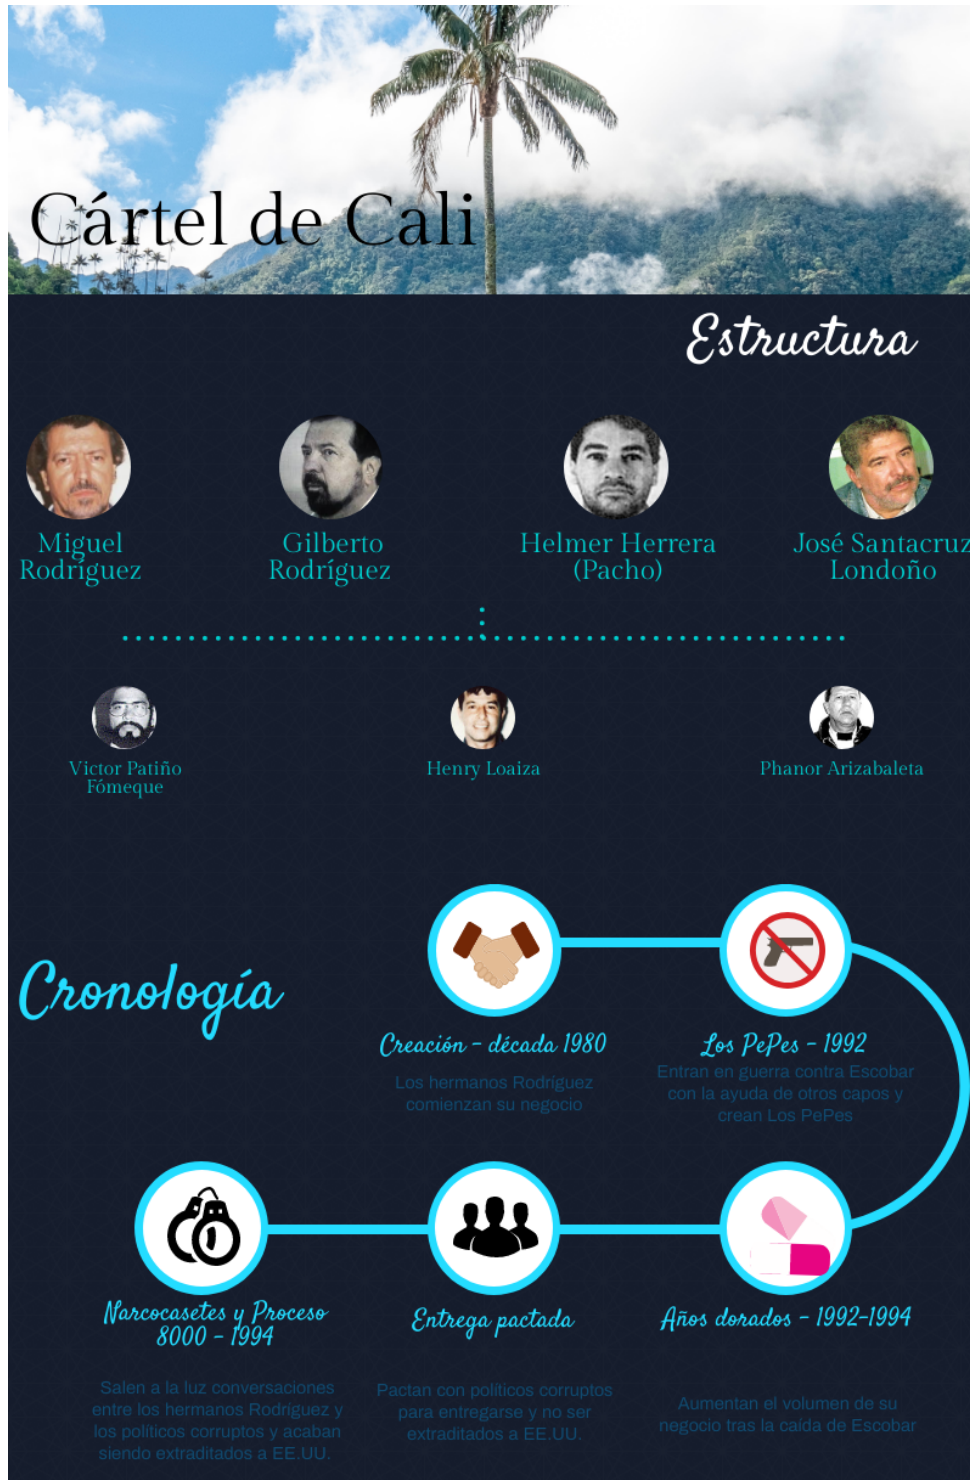 Cártel de Cali
Estructura
Miguel
Rodríguez
Gilberto
Rodríguez
Helmer Herrera
(Pacho)
José Santacruz
Londoño
Victor Patiño
Fómeque
Henry Loaiza
Phanor Arizabaleta
Cronología
Creación – década 1980
Los hermanos Rodríguez
comienzan su negocio
Los PePes – 1992
Entran en guerra contra Escobar
con la ayuda de otros capos y
crean Los PePes
Narcocasetes y Proceso
8000 – 1994
Salen a la luz conversaciones
entre los hermanos Rodríguez y
los políticos corruptos y acaban
siendo extraditados a EE.UU.
Entrega pactada
Pactan con políticos corruptos
para entregarse y no ser
extraditados a EE.UU.
Años dorados – 1992-1994
Aumentan el volumen de su
negocio tras la caída de Escobar